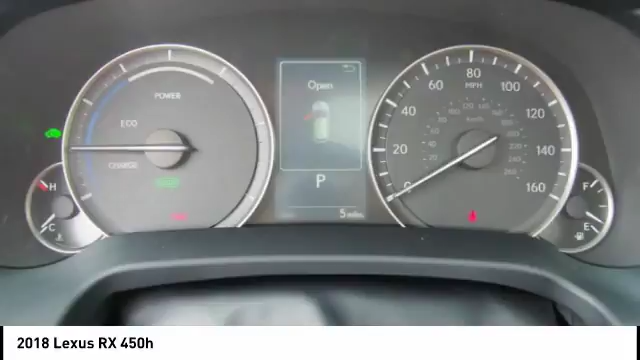 POWER
ECO
CHARGE
H
C
Open
P
5 miles
0
20
40
60
80
MPH
100
120
140
160
km/h
F
E
2018 Lexus RX 450h